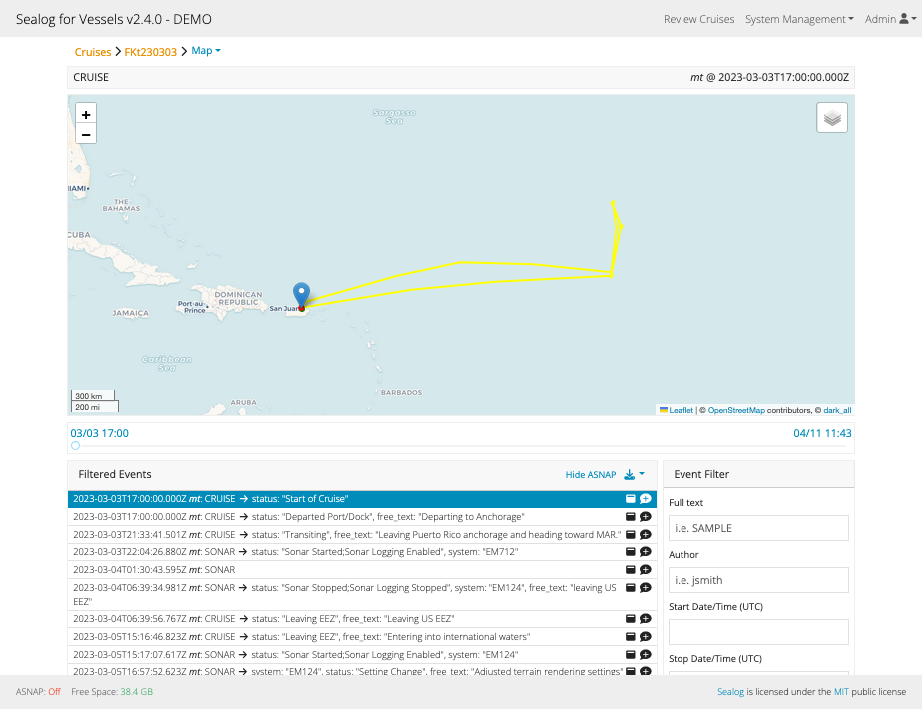 Sealog for Vessels v2.4.0 - DEMO
Review Cruises System Management Admin
Cruises FKt230303 Map
CRUISE
mt @ 2023-03-03T17:00:00.000Z
+
−
Sargasso
Sea
IAMI
THE
BAHAMAS
CUBA
DOMINICAN
REPUBLIC
Port-au-
Prince
San Juan
JAMAICA
Caribbean
Sea
BARBADOS
ARUBA
300 km
200 mi
Leaflet | © OpenStreetMap contributors, © dark_all
03/03 17:00
04/11 11:43
Filtered Events
Hide ASNAP
2023-03-03T17:00:00.000Z mt: CRUISE → status: "Start of Cruise"
2023-03-03T17:00:00.000Z mt: CRUISE → status: "Departed Port/Dock", free_text: "Departing to Anchorage"
2023-03-03T21:33:41.501Z mt: CRUISE → status: "Transiting", free_text: "Leaving Puerto Rico anchorage and heading toward MAR."
2023-03-03T22:04:26.880Z mt: SONAR → status: "Sonar Started;Sonar Logging Enabled", system: "EM712"
2023-03-04T01:30:43.595Z mt: SONAR
2023-03-04T06:39:34.981Z mt: SONAR → status: "Sonar Stopped;Sonar Logging Stopped", system: "EM124", free_text: "leaving US
EEZ"
2023-03-04T06:39:56.767Z mt: CRUISE → status: "Leaving EEZ", free_text: "Leaving US EEZ"
2023-03-05T15:16:46.823Z mt: CRUISE → status: "Leaving EEZ", free_text: "Entering into international waters"
2023-03-05T15:17:07.617Z mt: SONAR → status: "Sonar Started;Sonar Logging Enabled", system: "EM124"
2023-03-05T16:57:52.623Z mt: SONAR → system: "EM124", status: "Setting Change", free_text: "Adjusted terrain rendering settings"
Event Filter
Full text
i.e. SAMPLE
Author
i.e. jsmith
Start Date/Time (UTC)
Stop Date/Time (UTC)
ASNAP: Off Free Space: 38.4 GB
Sealog is licensed under the MIT public license